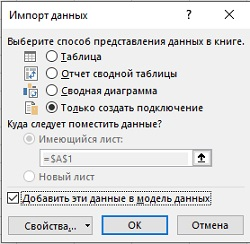 Импорт данных
Выберите способ представления данных в книге.
Таблица
Отчет сводной таблицы
Сводная диаграмма
Только создать подключение
Куда следует поместить данные?
Имеющийся лист:
=$A$1
Новый лист
Добавить эти данные в модель данных
Свойства... ОК Отмена